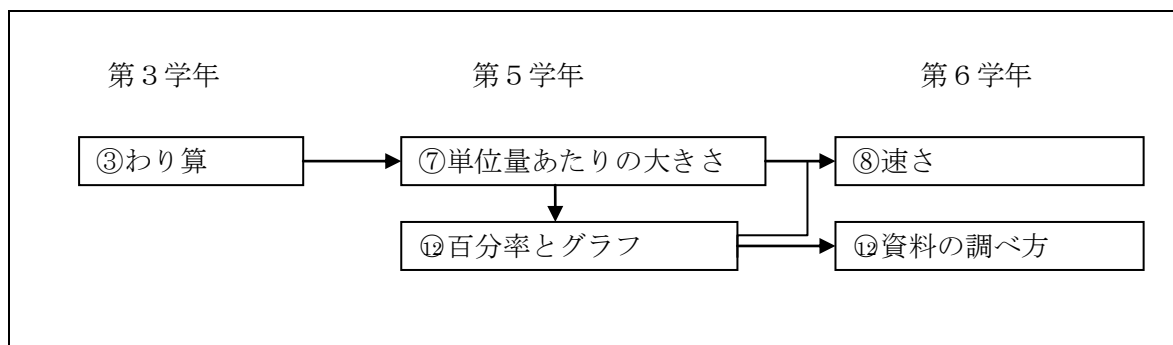 第３学年 第５学年 第６学年
③わり算 ⑦単位量あたりの大きさ ⑧速さ
⑫百分率とグラフ ⑫資料の調べ方